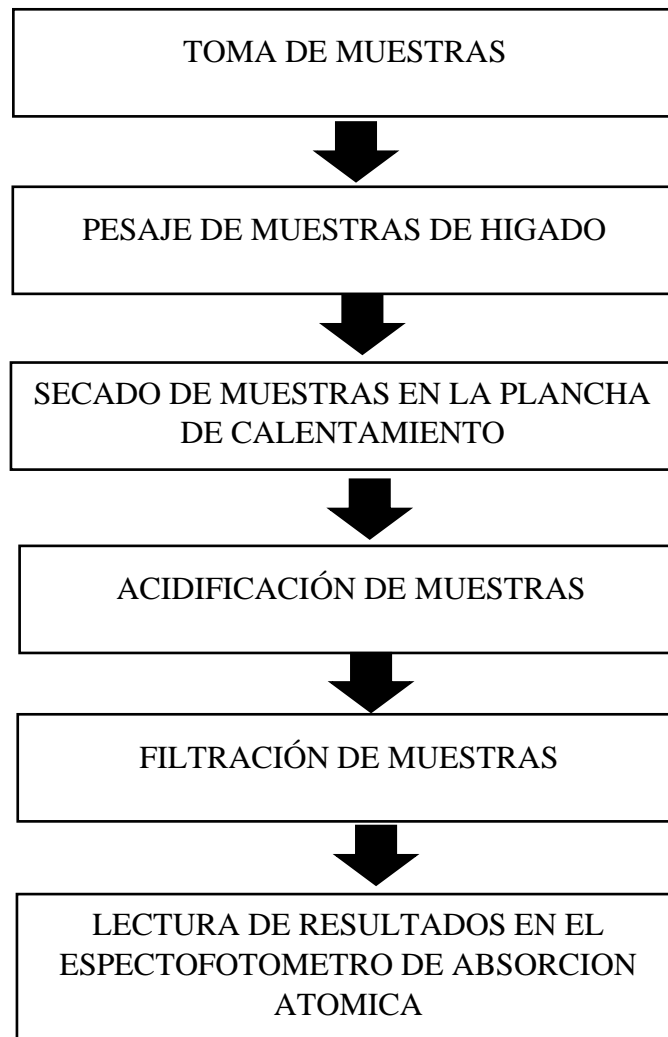 TOMA DE MUESTRAS
PESAJE DE MUESTRAS DE HIGADO
SECADO DE MUESTRAS EN LA PLANCHA
DE CALENTAMIENTO
ACIDIFICACIÓN DE MUESTRAS
FILTRACIÓN DE MUESTRAS
LECTURA DE RESULTADOS EN EL
ESPECTOFOTOMETRO DE ABSORCION
ATOMICA